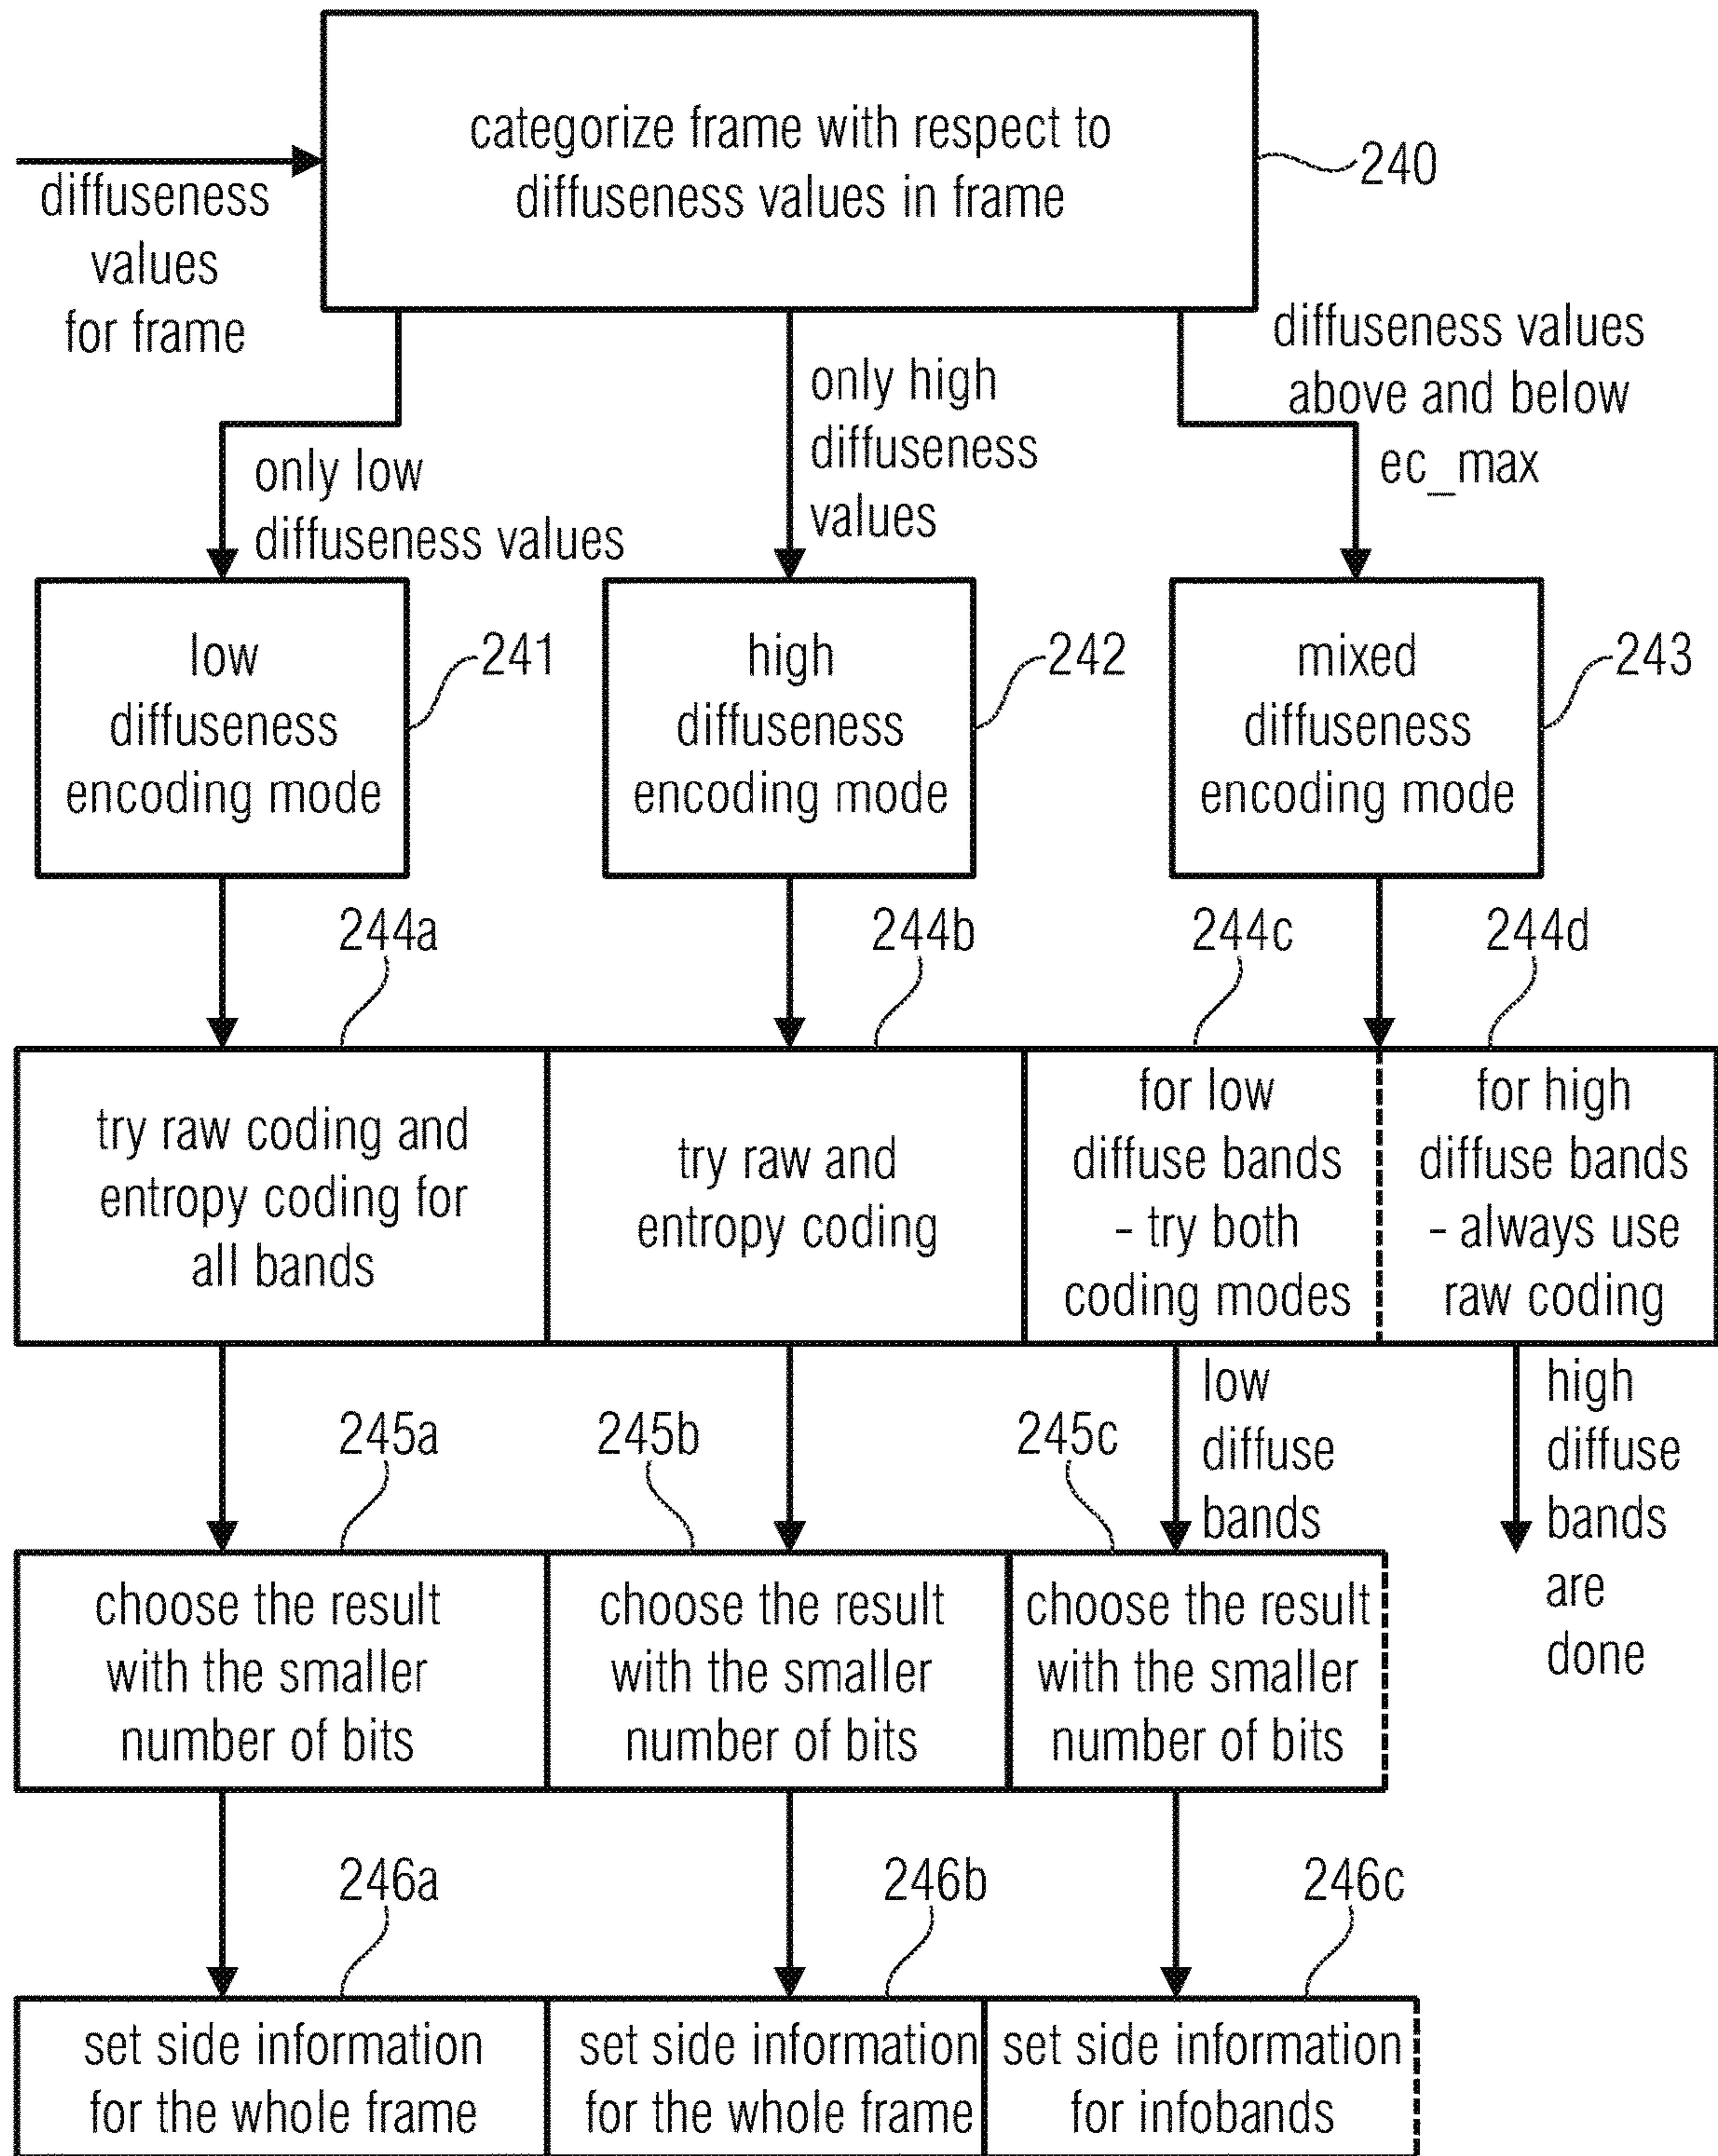 categorize frame with respect to
diffuseness values in frame
240
diffuseness
values
for frame
only low
diffuseness values
only high
diffuseness
values
diffuseness values
above and below
ec_max
low
diffuseness
encoding mode
241
high
diffuseness
encoding mode
242
mixed
diffuseness
encoding mode
243
244a
244b
244c
244d
try raw coding and
entropy coding for
all bands
try raw and
entropy coding
for low
diffuse bands
- try both
coding modes
for high
diffuse bands
- always use
raw coding
245a
245b
245c
low
diffuse
bands
high
diffuse
bands
are
done
choose the result
with the smaller
number of bits
choose the result
with the smaller
number of bits
choose the result
with the smaller
number of bits
246a
246b
246c
set side information
for the whole frame
set side information
for the whole frame
set side information
for infobands